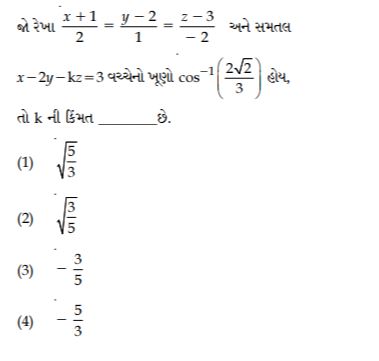 જો રેખા \frac{x+1}{2} = \frac{y-2}{1} = \frac{z-3}{-2} અને સમતલ
x-2y-kz=3 વચ્ચેનો ખૂણો cos^{-1}\left(\frac{2\sqrt{2}}{3}\right) હોય,
તો k ની કિંમત ______છે.
(1) \sqrt{\frac{5}{3}}
(2) \sqrt{\frac{3}{5}}
(3) -\frac{3}{5}
(4) -\frac{5}{3}